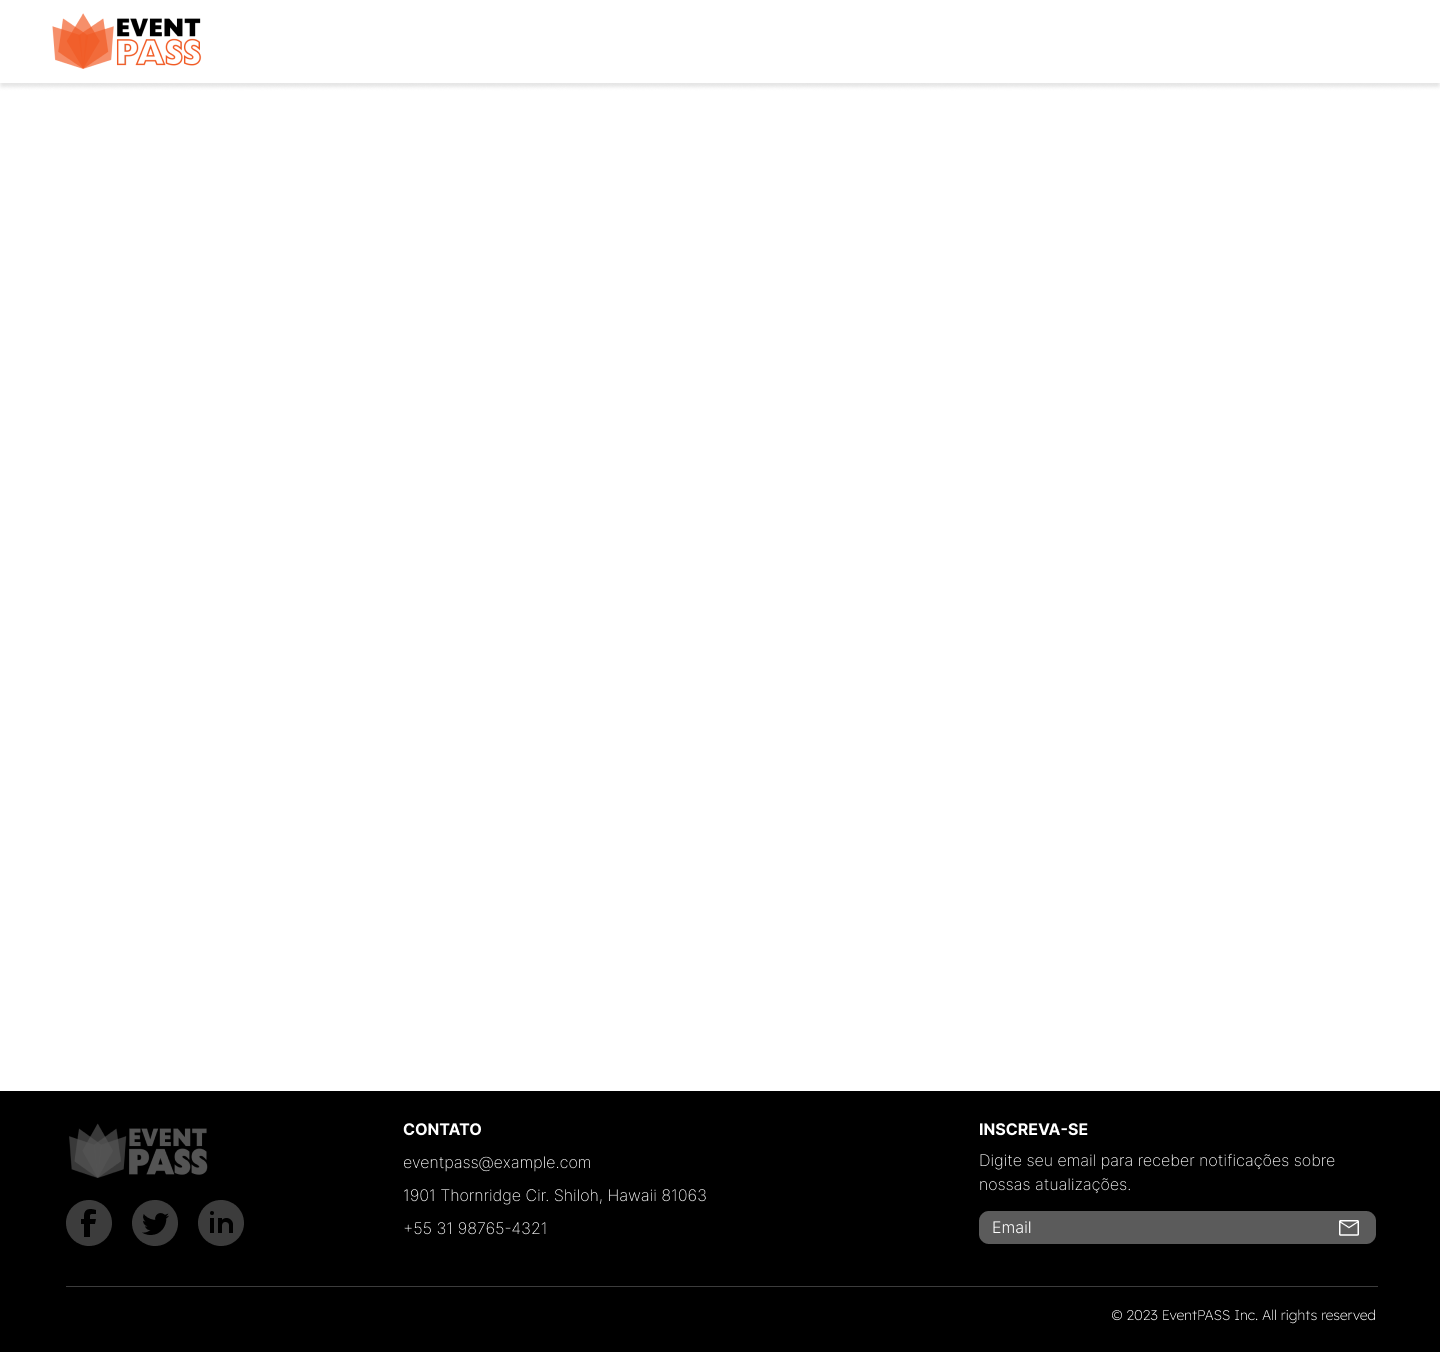 EVENT
PASS
EVENT
PASS
CONTATO
eventpass@example.com
1901 Thornridge Cir. Shiloh, Hawaii 81063
+55 31 98765-4321
INSCREVA-SE
Digite seu email para receber notificações sobre
nossas atualizações.
Email
© 2023 EventPASS Inc. All rights reserved